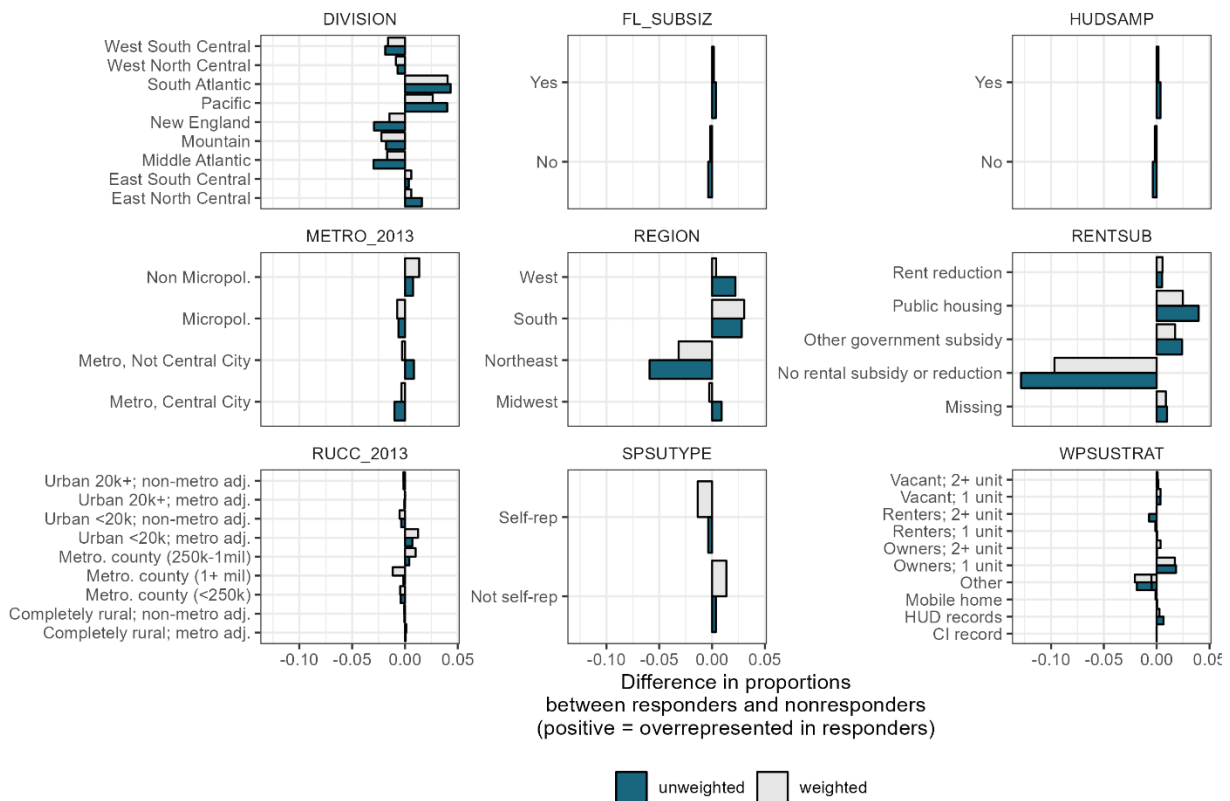 DIVISION
West South Central
West North Central
South Atlantic
Pacific
New England
Mountain
Middle Atlantic
East South Central
East North Central
FL_SUBSIZ
Yes
No
HUDSAMP
Yes
No
METRO_2013
Non Micropol.
Micropol.
Metro, Not Central City
Metro, Central City
REGION
West
South
Northeast
Midwest
RENTSUB
Rent reduction
Public housing
Other government subsidy
No rental subsidy or reduction
Missing
RUCC_2013
Urban 20k+; non-metro adj.
Urban 20k+; metro adj.
Urban <20k; non-metro adj.
Urban <20k; metro adj.
Metro. county (250k-1mil)
Metro. county (1+ mil)
Metro. county (<250k)
Completely rural; non-metro adj.
Completely rural; metro adj.
-0.10 -0.05 0.00 0.05
SPSUTYPE
Self-rep
Not self-rep
-0.10 -0.05 0.00 0.05
WPSUSTRAT
Vacant; 2+ unit
Vacant; 1 unit
Renters; 2+ unit
Renters; 1 unit
Owners; 2+ unit
Owners; 1 unit
Other
Mobile home
HUD records
CI record
-0.10 -0.05 0.00 0.05
Difference in proportions
between responders and nonresponders
(positive = overrepresented in responders)
unweighted weighted